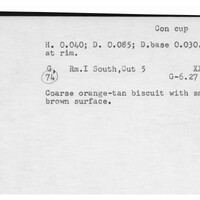 Con cup
H. 0.040; D. 0.085; D.base 0.030.
at rim.
G. Rm.I South,Cut 5
74 G-6.27
Coarse orange-tan biscuit with
brown surface.